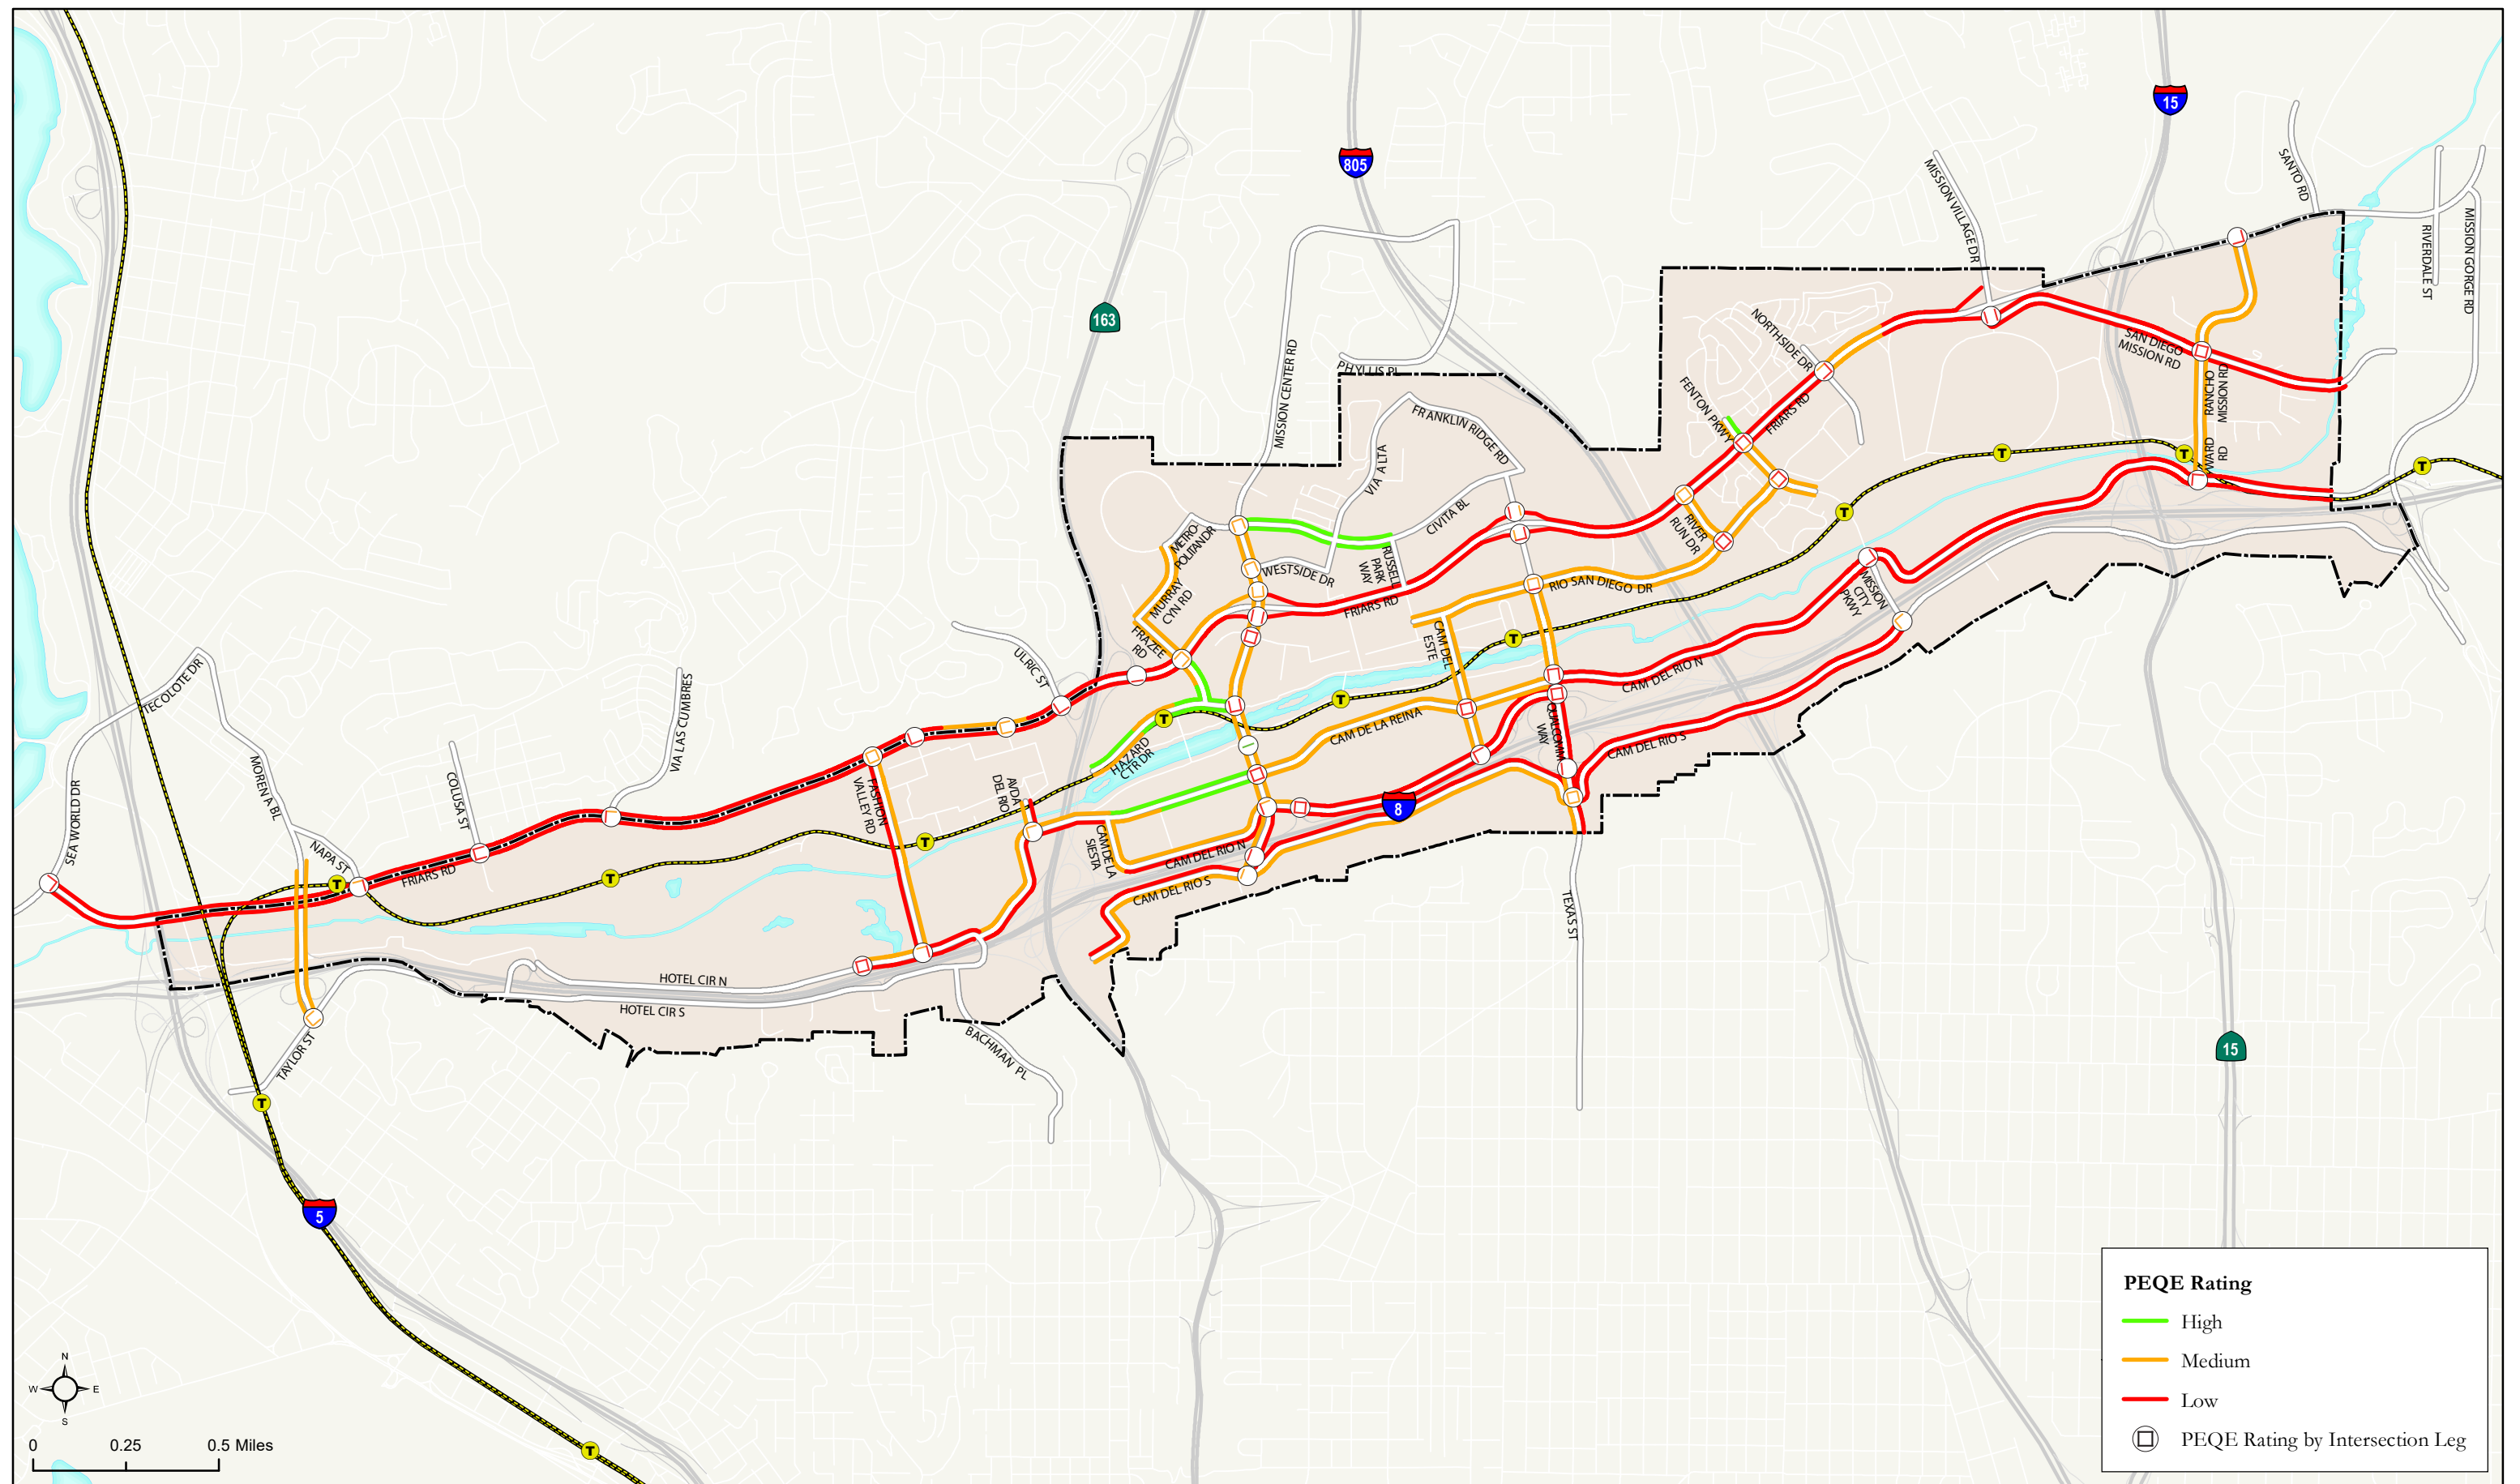 15
805
SANTO RD
MISSION VILLAGE DR
RIVERDALE ST
MISSION GORGE RD
163
NORTHSIDE DR
SAN DIEGO
MISSION RD
MISSION CENTER RD
PHYLLIS PL
FENTON PKWY
FRIARS RD
RANCHO
MISSION RD
FRANKLIN RIDGE RD
VIA ALTA
WARD
RD
T
T
T
T
METRO-
POLITAN DR
CIVITA BL
RIVER
RUN DR
WESTSIDE DR
RUSSELL
PARK
WAY
MURRAY
CYN RD
RIO SAN DIEGO DR
MISSION
CITY
PKWY
FRIARS RD
FRAZEE
RD
CAM DEL
ESTE
T
ULRIC ST
TECOLOTE DR
CAM DEL RIO N
VIA LAS CUMBRES
T
T
CAM DE LA REINA
QUALCOMM
WAY
CAM DEL RIO S
HAZARD
CTR DR
MORENA BL
COLUSA ST
SEA WORLD DR
AVDA
DEL RIO
FASHION
VALLEY RD
8
T
CAM DE LA
SIESTA
CAM DEL RIO N
NAPA ST
T
FRIARS RD
T
CAM DEL RIO S
TEXAS ST
HOTEL CIR N
HOTEL CIR S
BACHMAN PL
TAYLOR ST
15
T
5
PEQE Rating
High
Medium
Low
PEQE Rating by Intersection Leg
N
W E
S
0 0.25 0.5 Miles
T